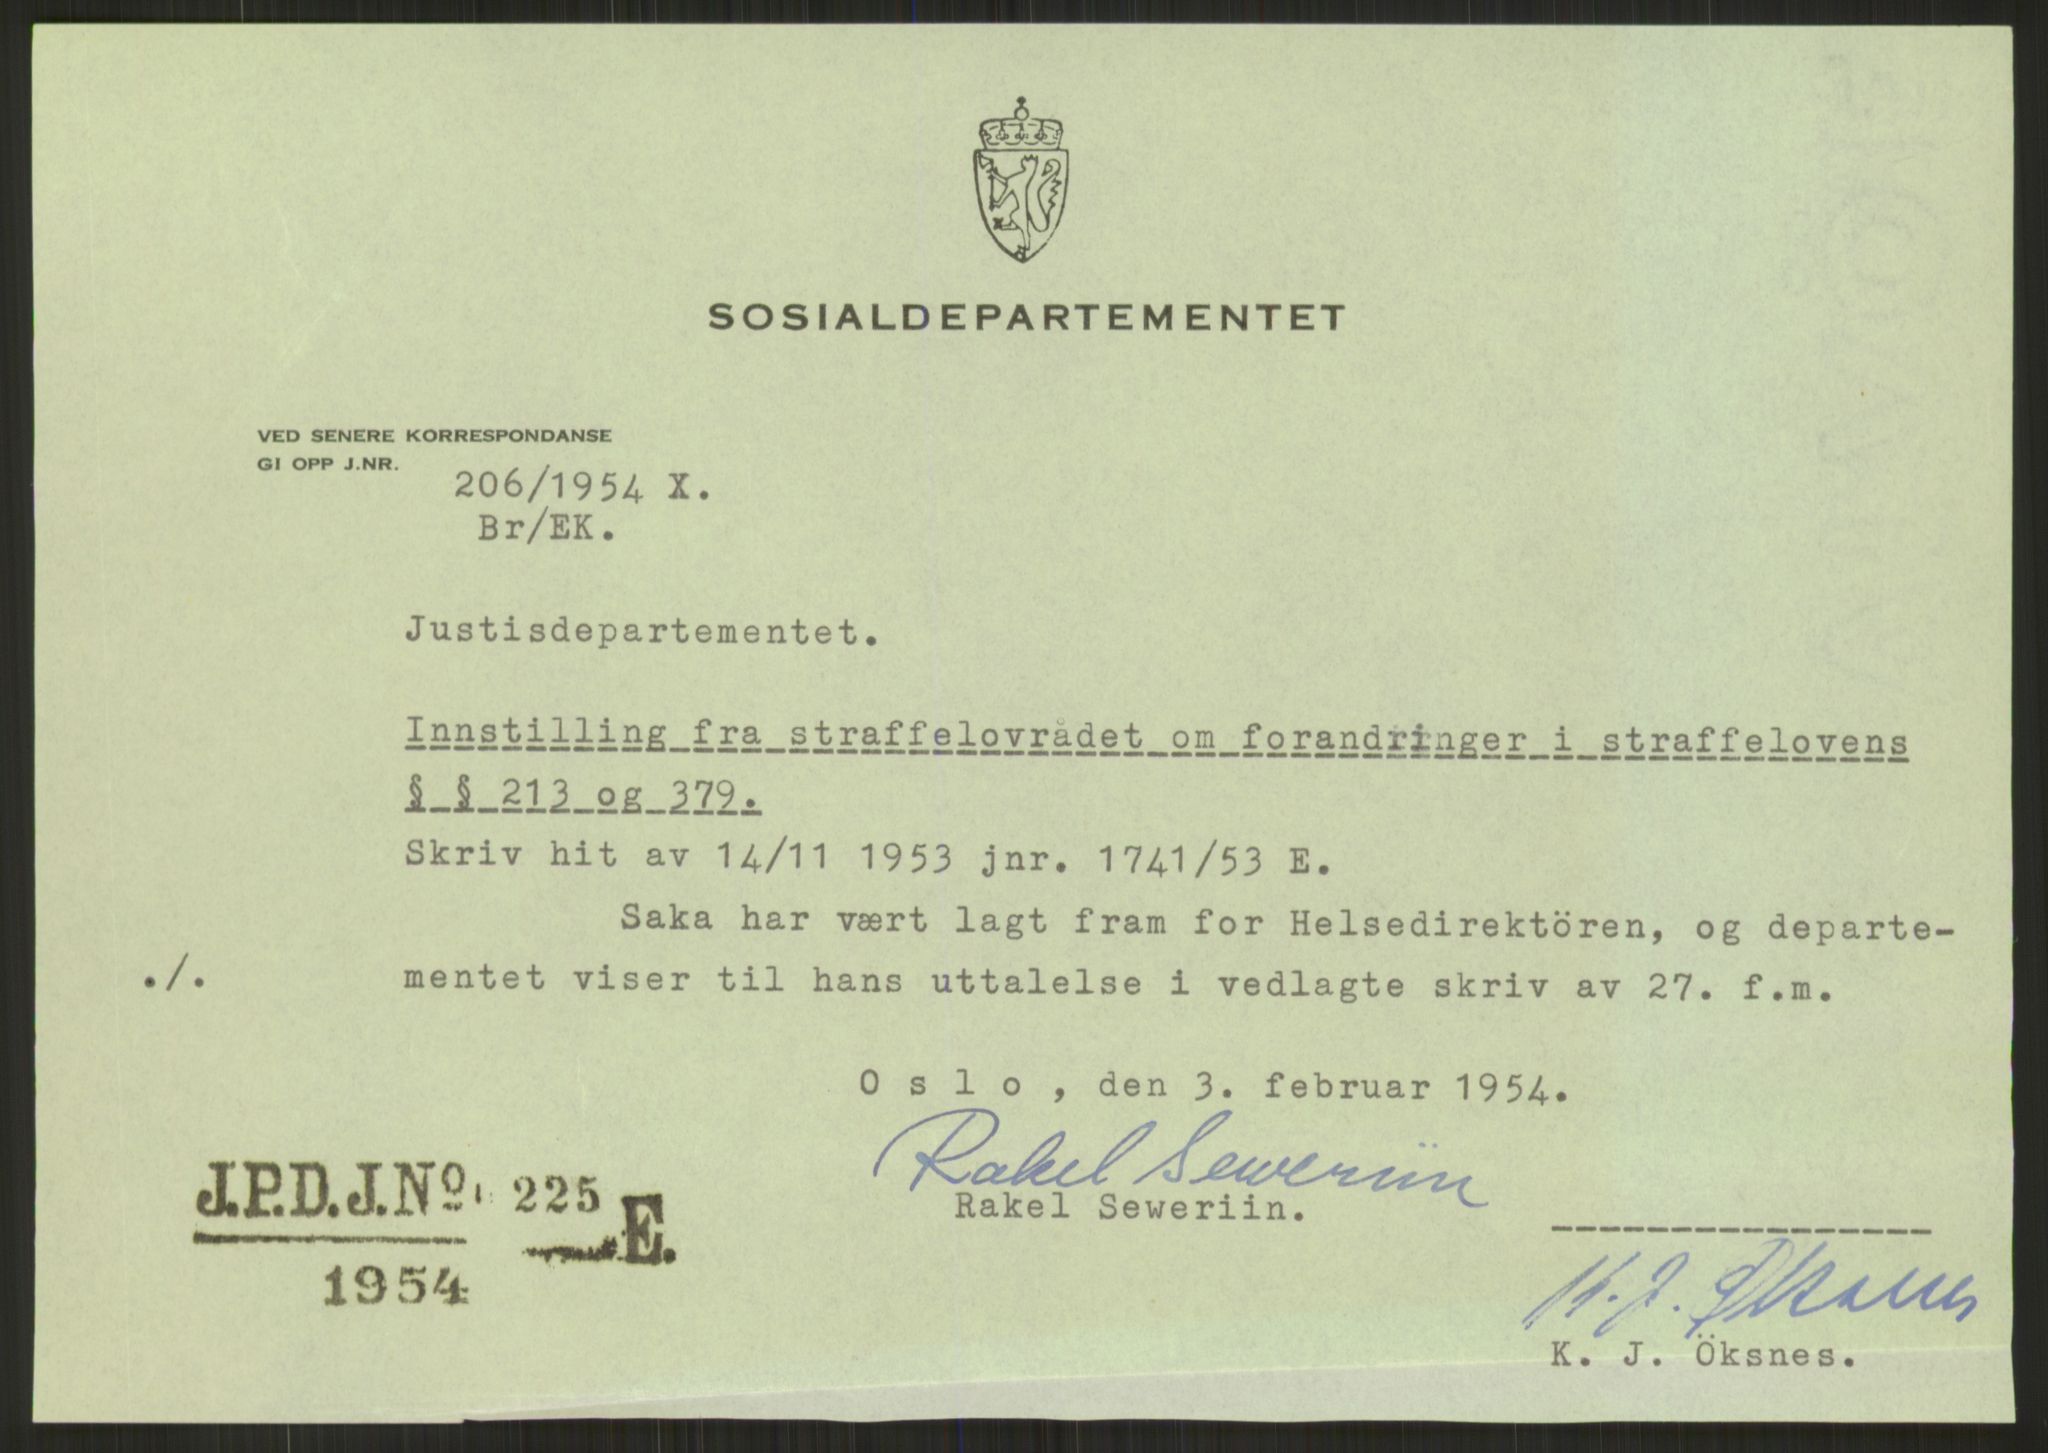 SOSIALDEPARTEMENTET
VED SENERE KORRESPONDANSE
GI OPP J.NR.
206/1954 X.
Br/EK.
Justisdepartementet.
Innstilling fra straffelovrådet om forandringer i straffelovens
§ § 213 og 379.
Skriv hit av 14/11 1953 jnr. 1741/53 E.
Saka har vært lagt fram for Helsedirektören, og departe-
./. mentet viser til hans uttalelse i vedlagte skriv av 27. f.m.
O s l o , den 3. februar 1954.
Rakel Seweriin
Rakel Seweriin.
J.P.D.J.Nº 225 E.
1954
K. J. Øksnes
K. J. Öksnes.